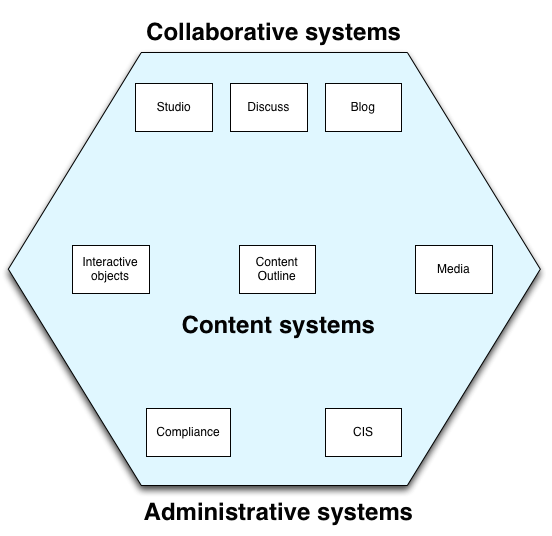 Collaborative systems
Studio
Discuss
Blog
Interactive
objects
Content
Outline
Media
Content systems
Compliance
CIS
Administrative systems